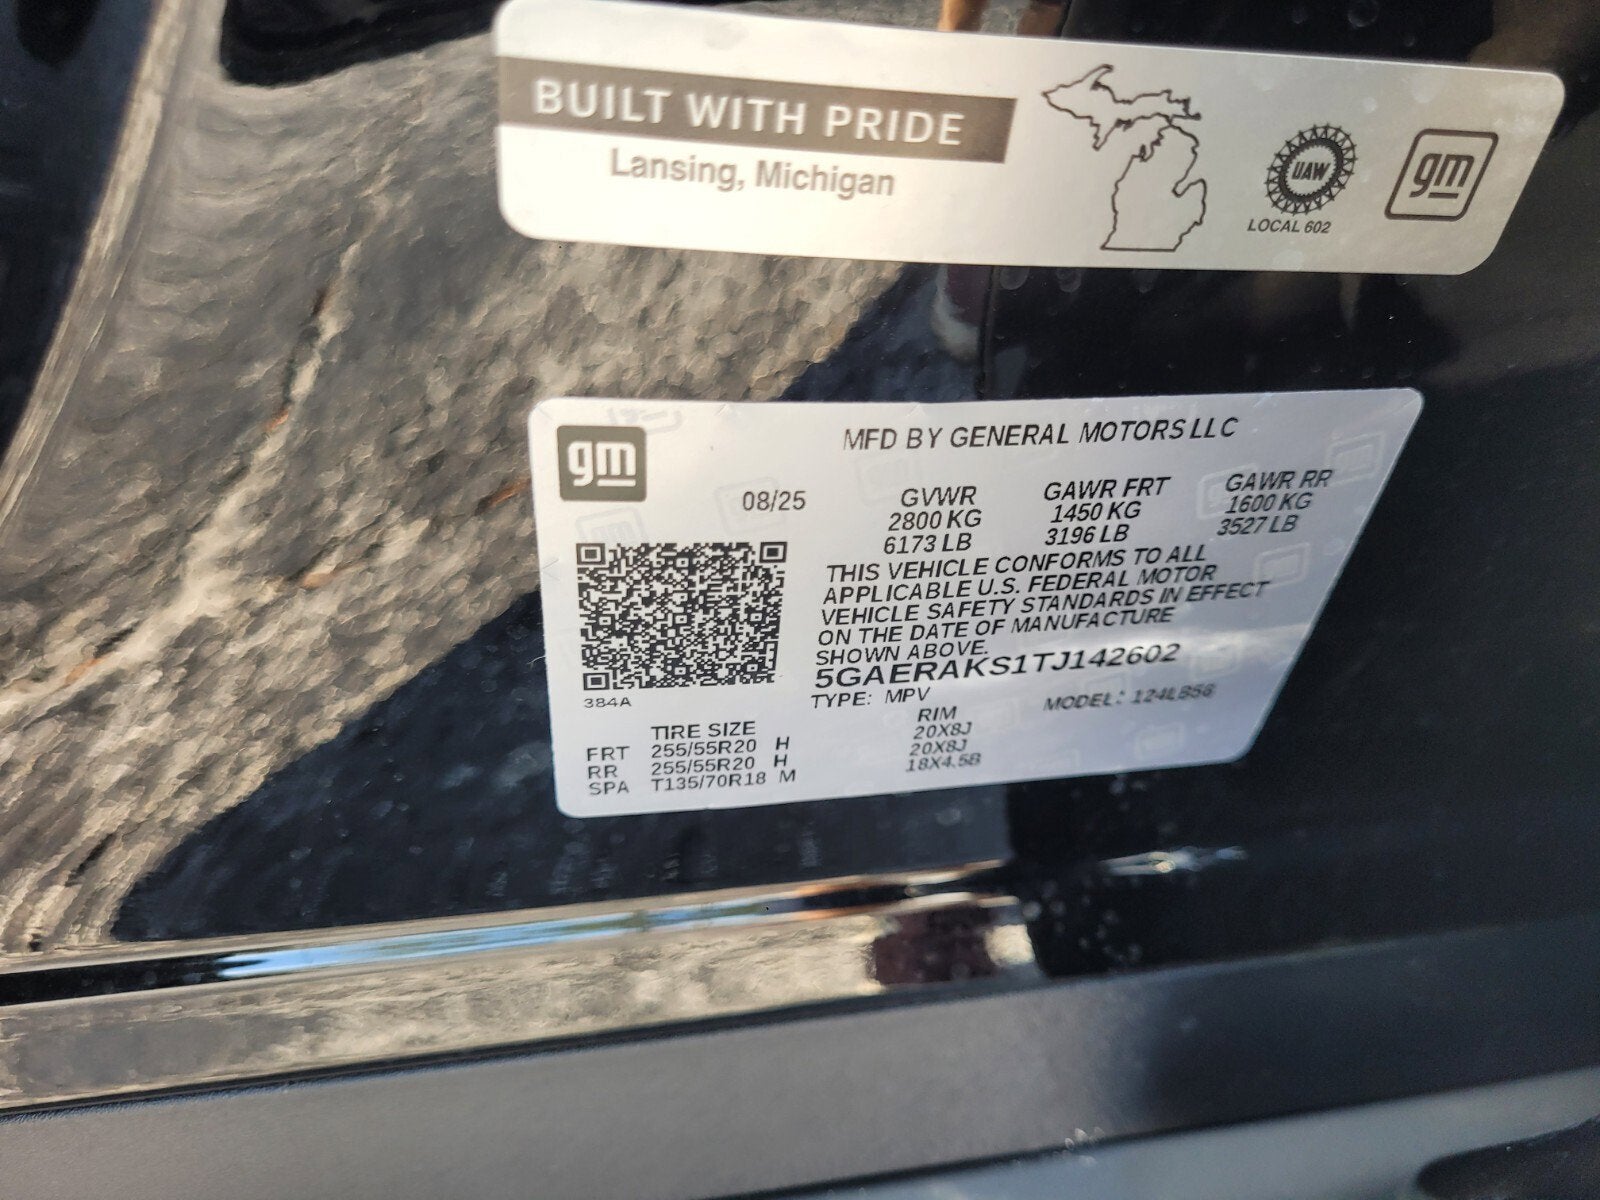 BUILT WITH PRIDE
Lansing, Michigan
UAW
LOCAL 602
gm
gm
MFD BY GENERAL MOTORS LLC
08/25
GVWR
2800 KG
6173 LB
GAWR FRT
1450 KG
3196 LB
GAWR RR
1600 KG
3527 LB
THIS VEHICLE CONFORMS TO ALL
APPLICABLE U.S. FEDERAL MOTOR
VEHICLE SAFETY STANDARDS IN EFFECT
ON THE DATE OF MANUFACTURE
SHOWN ABOVE.
5GAERAKS1TJ142602
TYPE: MPV MODEL: 124LB56
384A
TIRE SIZE RIM
FRT 255/55R20 H 20X8J
RR 255/55R20 H 20X8J
SPA T135/70R18 M 18X4.5B